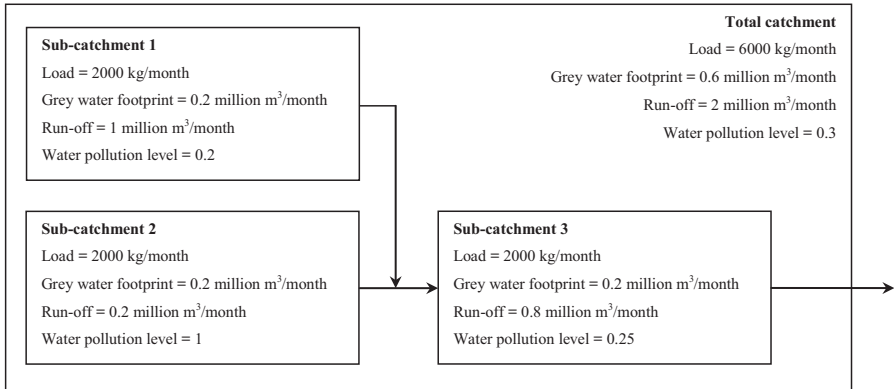 Total catchment
Load = 6000 kg/month
Grey water footprint = 0.6 million m³/month
Run-off = 2 million m³/month
Water pollution level = 0.3
Sub-catchment 1
Load = 2000 kg/month
Grey water footprint = 0.2 million m³/month
Run-off = 1 million m³/month
Water pollution level = 0.2
Sub-catchment 2
Load = 2000 kg/month
Grey water footprint = 0.2 million m³/month
Run-off = 0.2 million m³/month
Water pollution level = 1
Sub-catchment 3
Load = 2000 kg/month
Grey water footprint = 0.2 million m³/month
Run-off = 0.8 million m³/month
Water pollution level = 0.25